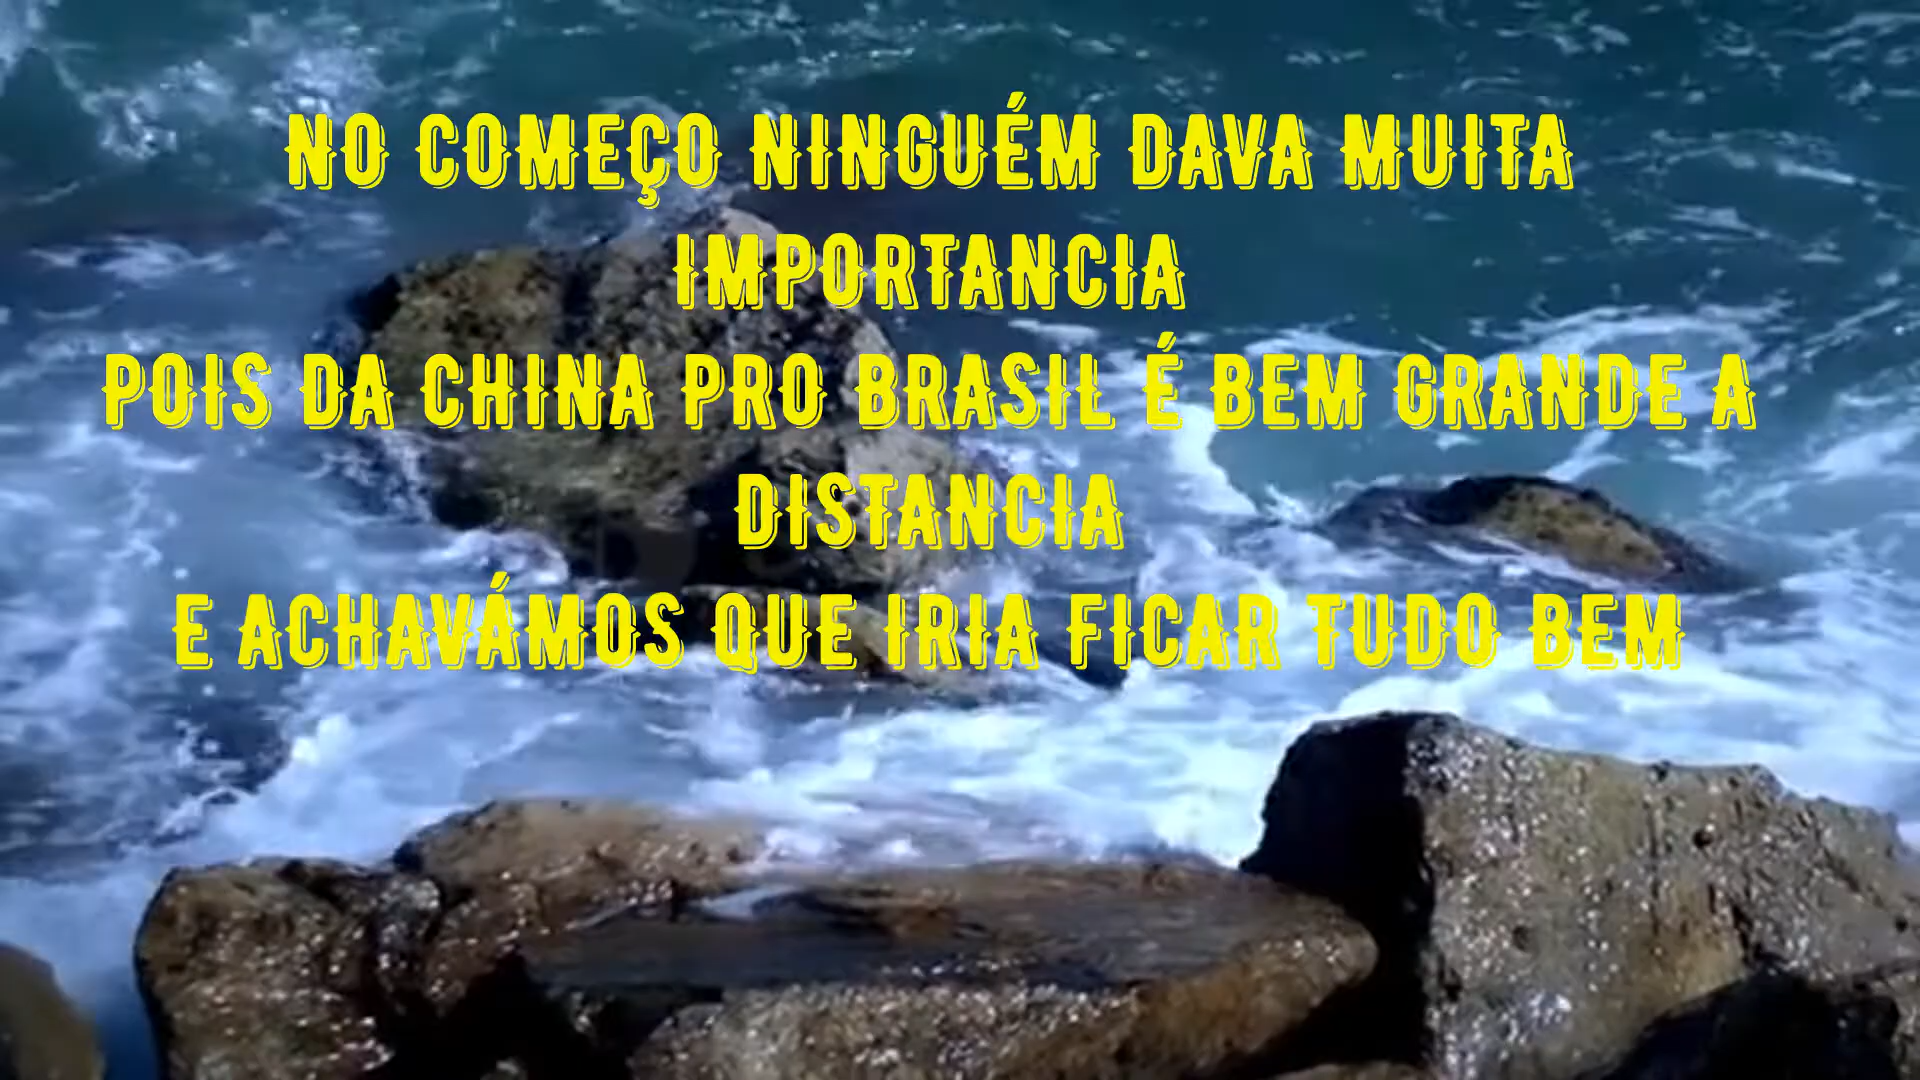 NO COMEÇO NINGUÉM DAVA MUITA
IMPORTANCIA
POIS DA CHINA PRO BRASIL É BEM GRANDE A
DISTANCIA
E ACHAVÁMOS QUE IRIA FICAR TUDO BEM